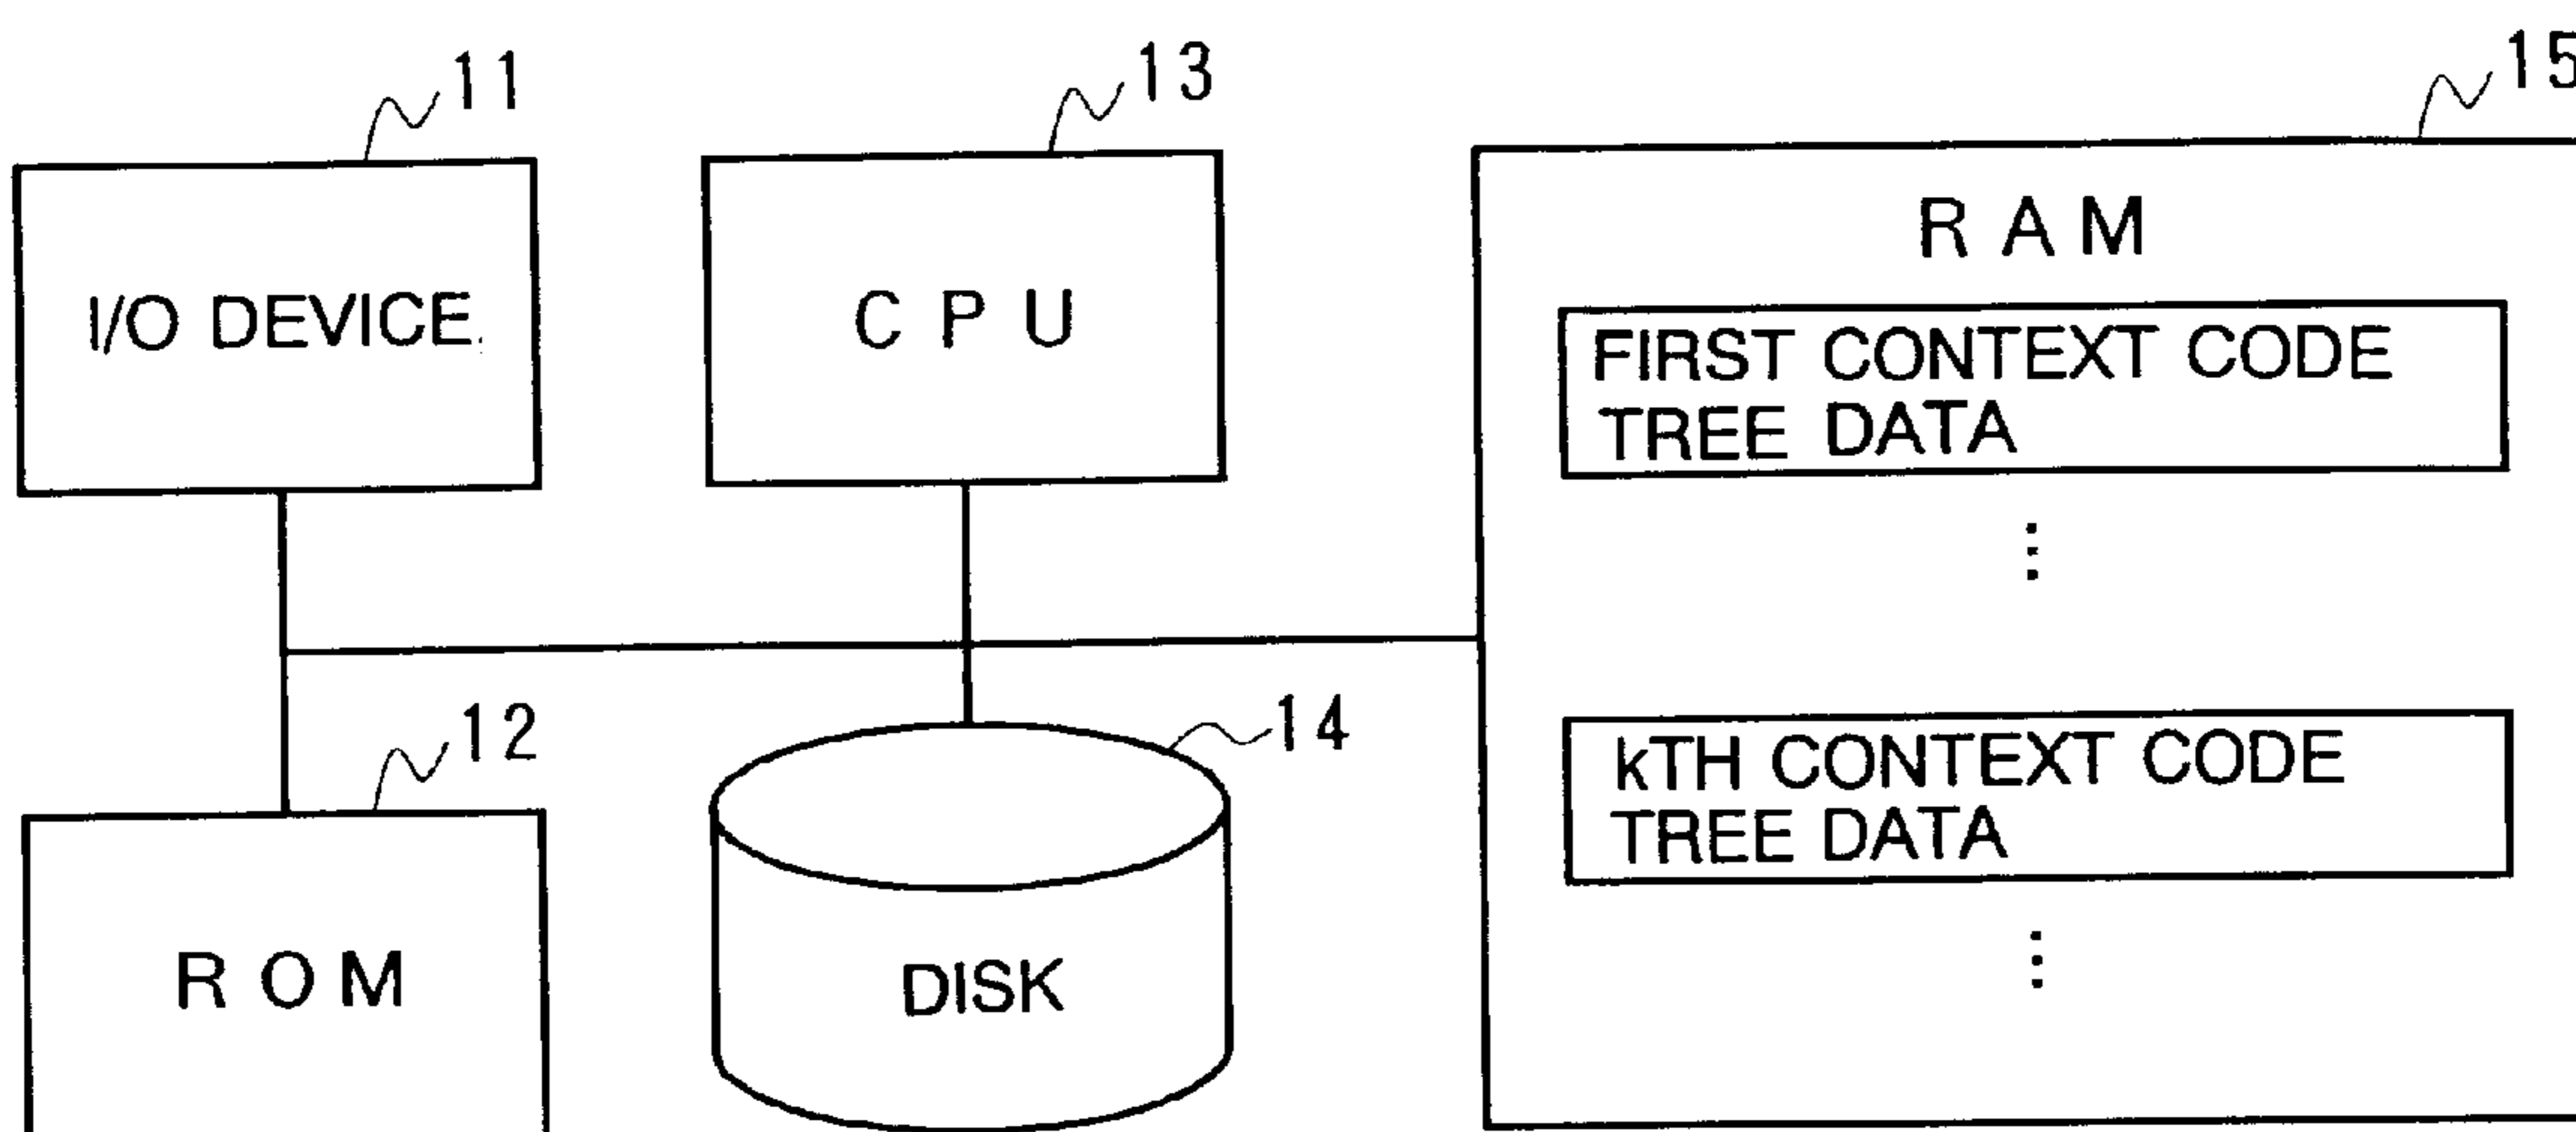 11
13
15
I/O DEVICE
C P U
R A M
FIRST CONTEXT CODE
TREE DATA
⋮
12
14
kTH CONTEXT CODE
TREE DATA
⋮
R O M
DISK